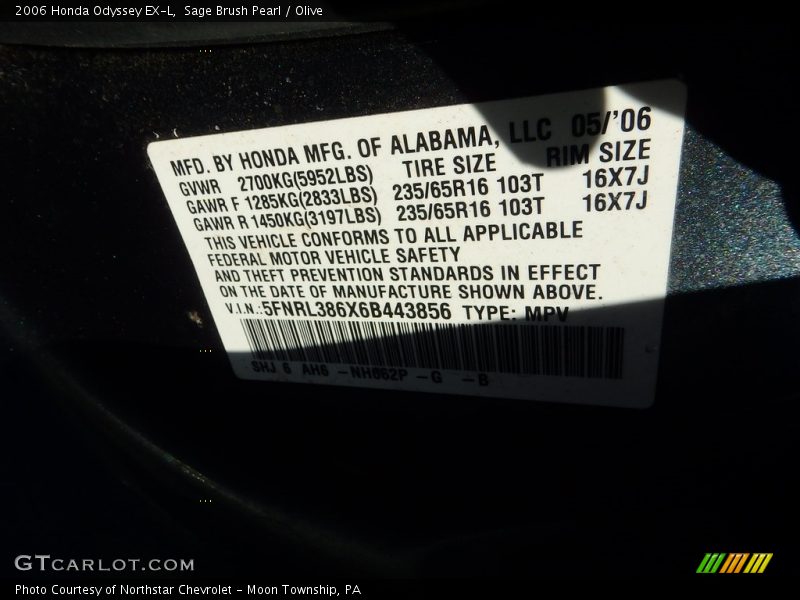 2006 Honda Odyssey EX-L, Sage Brush Pearl / Olive
MFD. BY HONDA MFG. OF ALABAMA, LLC 05/'06
GVWR 2700KG(5952LBS) TIRE SIZE RIM SIZE
GAWR F 1285KG(2833LBS) 235/65R16 103T 16X7J
GAWR R 1450KG(3197LBS) 235/65R16 103T 16X7J
THIS VEHICLE CONFORMS TO ALL APPLICABLE
FEDERAL MOTOR VEHICLE SAFETY
AND THEFT PREVENTION STANDARDS IN EFFECT
ON THE DATE OF MANUFACTURE SHOWN ABOVE.
V.I.N.:5FNRL386X6B443856 TYPE: MPV
SHJ 6 AH6 -NH662P -G -B
GTCARLOT.COM
Photo Courtesy of Northstar Chevrolet - Moon Township, PA